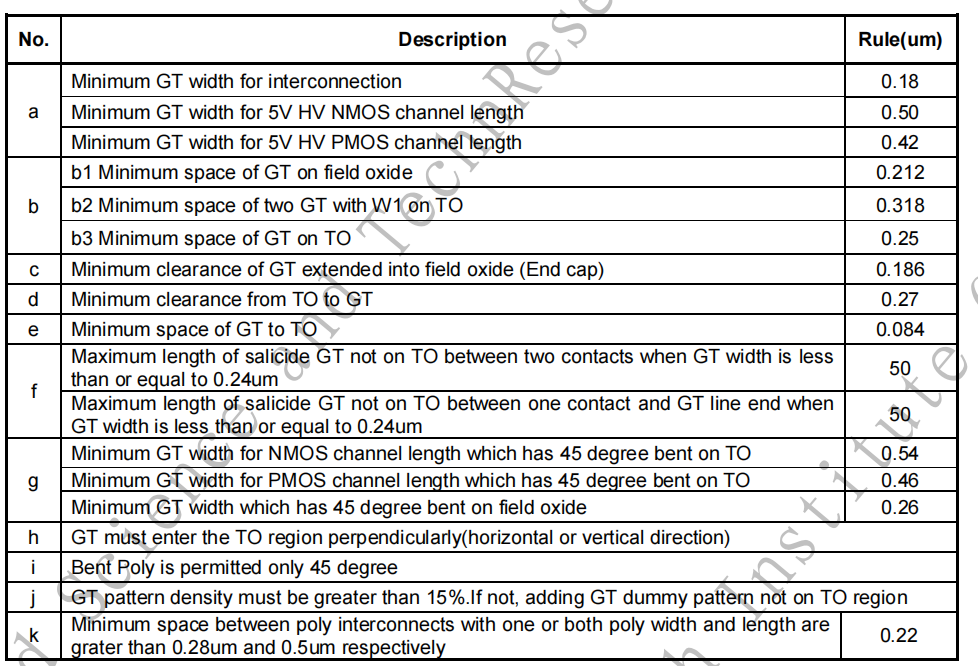 No. Description Rule(um)
a
Minimum GT width for interconnection 0.18
Minimum GT width for 5V HV NMOS channel length 0.50
Minimum GT width for 5V HV PMOS channel length 0.42
b
b1 Minimum space of GT on field oxide 0.212
b2 Minimum space of two GT with W1 on TO 0.318
b3 Minimum space of GT on TO 0.25
c Minimum clearance of GT extended into field oxide (End cap) 0.186
d Minimum clearance from TO to GT 0.27
e Minimum space of GT to TO 0.084
f
Maximum length of salicide GT not on TO between two contacts when GT width is less
than or equal to 0.24um
50
Maximum length of salicide GT not on TO between one contact and GT line end when
GT width is less than or equal to 0.24um
50
g
Minimum GT width for NMOS channel length which has 45 degree bent on TO 0.54
Minimum GT width for PMOS channel length which has 45 degree bent on TO 0.46
Minimum GT width which has 45 degree bent on field oxide 0.26
h GT must enter the TO region perpendicularly(horizontal or vertical direction)
i Bent Poly is permitted only 45 degree
j GT pattern density must be greater than 15%.If not, adding GT dummy pattern not on TO region
k
Minimum space between poly interconnects with one or both poly width and length are
grater than 0.28um and 0.5um respectively
0.22
Science and Tech
Institute